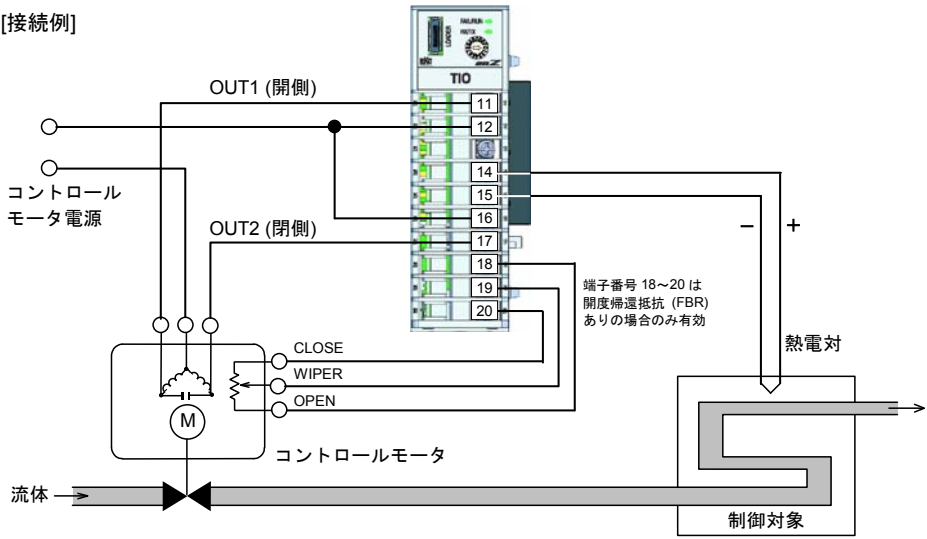 [接続例]
FAIL/RUN
RX/TX
LOADER
Z
TIO
OUT1 (開側)
11
12
14
15
コントロール
モータ電源
16
OUT2 (閉側)
17
18
19
20
− +
端子番号 18～20 は
開度帰還抵抗 (FBR)
ありの場合のみ有効
熱電対
CLOSE
WIPER
OPEN
M
コントロールモータ
流体
制御対象